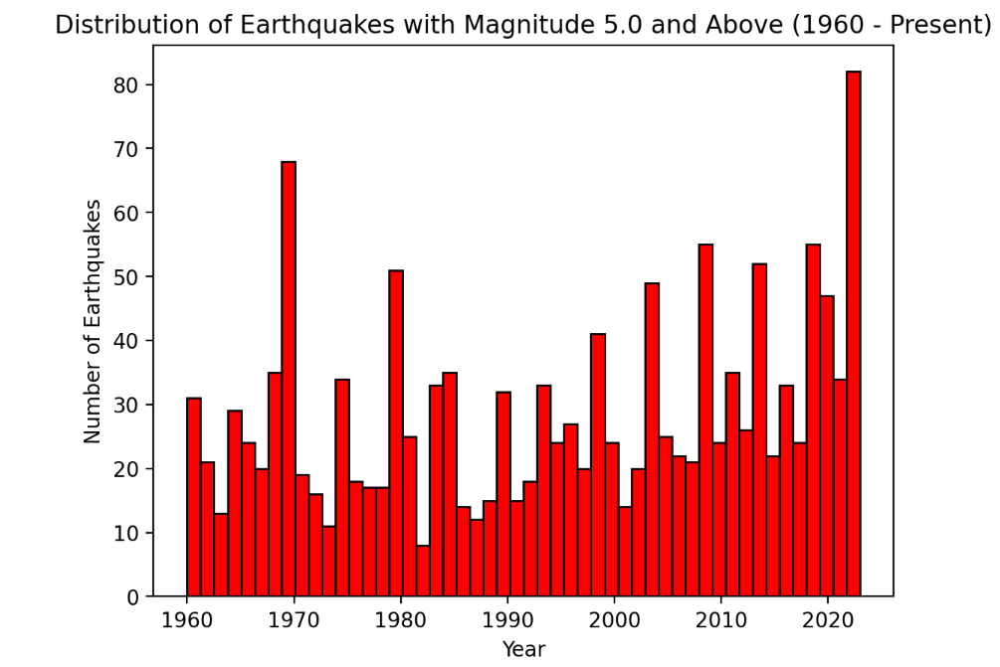 Distribution of Earthquakes with Magnitude 5.0 and Above (1960 - Present)
80
70
60
50
40
30
20
10
0
Number of Earthquakes
1960 1970 1980 1990 2000 2010 2020
Year